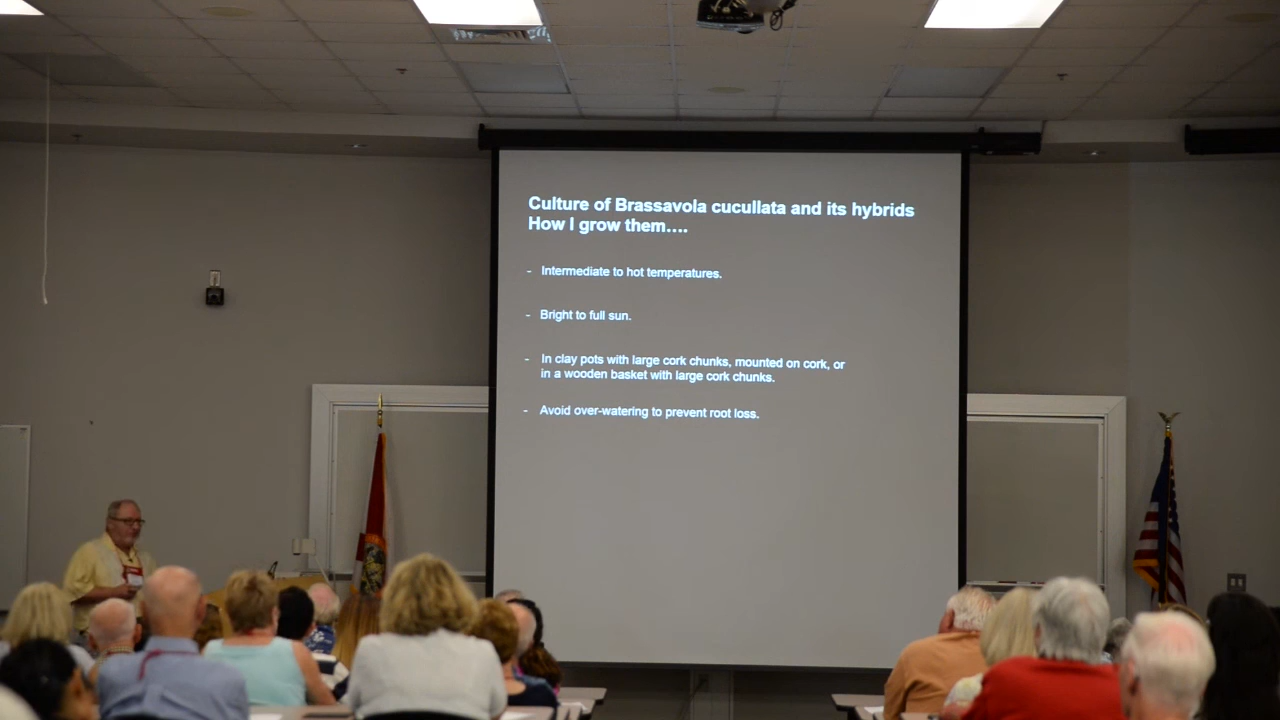 Culture of Brassavola cucullata and its hybrids
How I grow them....
- Intermediate to hot temperatures.
- Bright to full sun.
- In clay pots with large cork chunks, mounted on cork, or
in a wooden basket with large cork chunks.
- Avoid over-watering to prevent root loss.